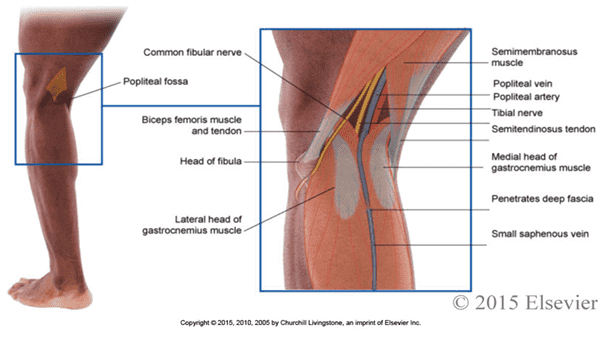 Common fibular nerve
Popliteal fossa
Biceps femoris muscle
and tendon
Head of fibula
Lateral head of
gastrocnemius muscle
Semimembranosus
muscle
Popliteal vein
Popliteal artery
Tibial nerve
Semitendinosus tendon
Medial head of
gastrocnemius muscle
Penetrates deep fascia
Small saphenous vein
© 2015 Elsevier
Copyright © 2015, 2010, 2005 by Churchill Livingstone, an imprint of Elsevier Inc.